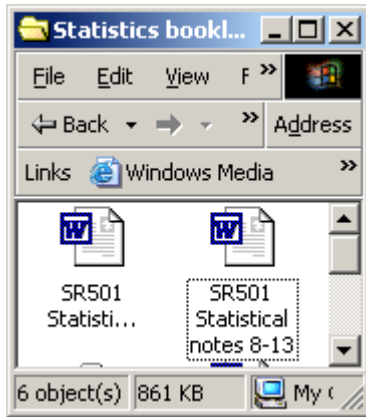 Statistics bookl...
File Edit View F »
Back » Address
Links Windows Media »
SR501 SR501
Statisti... Statistical
notes 8-13
6 object(s) 861 KB My C